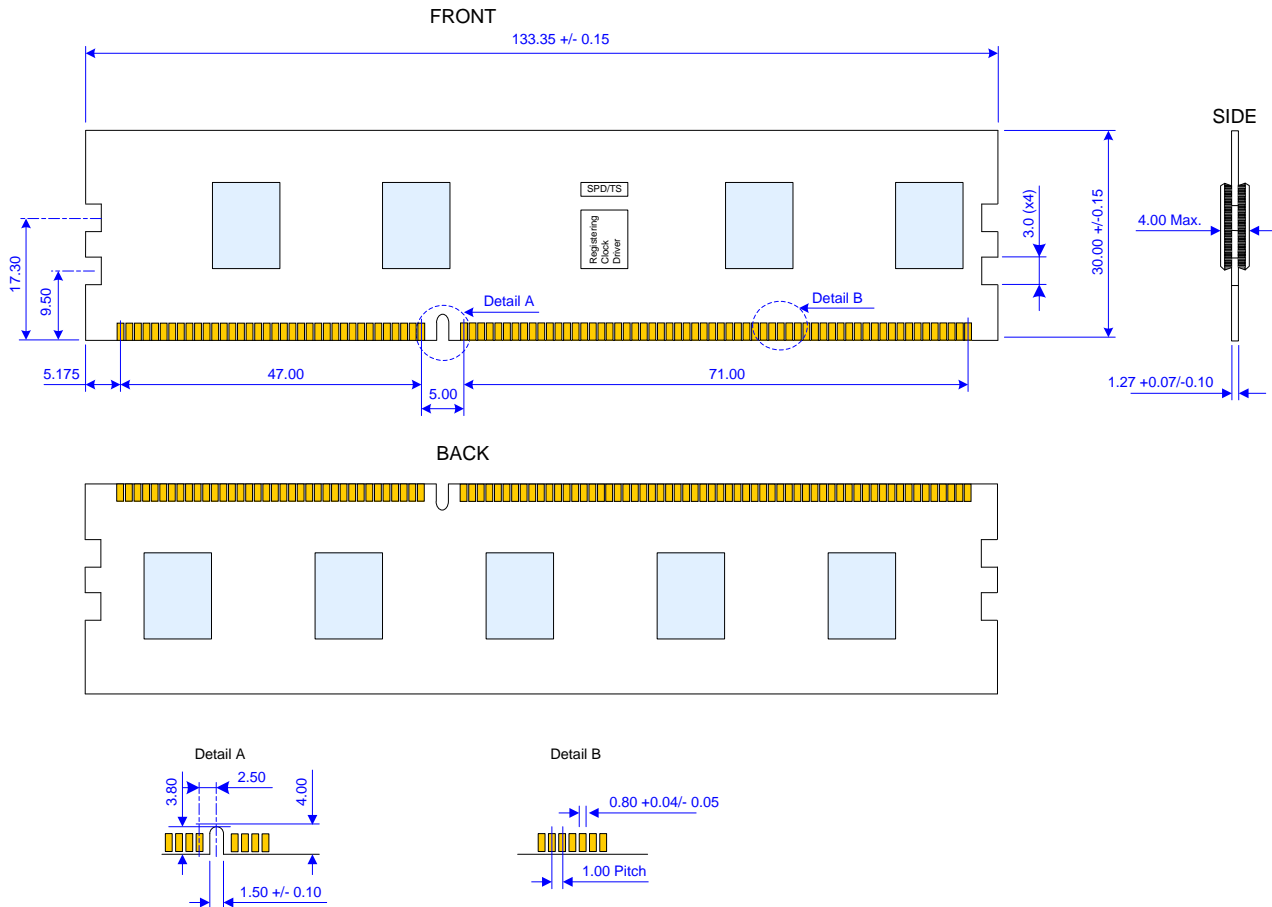 FRONT
133.35 +/- 0.15
SIDE
SPD/TS
Registering
Clock
Driver
17.30
9.50
3.0 (x4)
30.00 +/-0.15
4.00 Max.
Detail A
Detail B
5.175
47.00
5.00
71.00
1.27 +0.07/-0.10
BACK
Detail A
3.80
2.50
4.00
1.50 +/- 0.10
Detail B
0.80 +0.04/- 0.05
1.00 Pitch